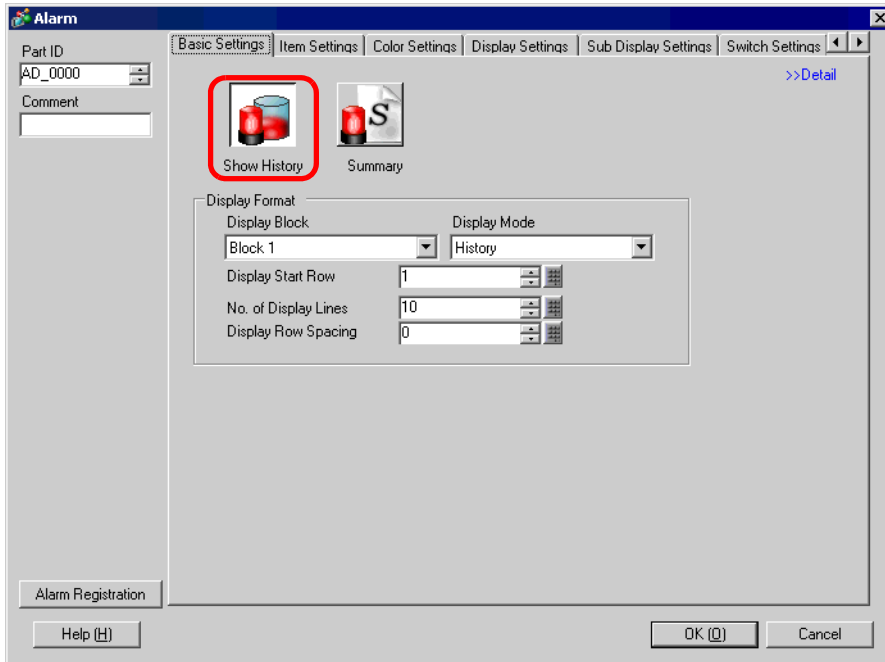 Alarm
Part ID
AD_0000
Comment
Basic Settings Item Settings Color Settings Display Settings Sub Display Settings Switch Settings
>>Detail
S
Show History Summary
Display Format
Display Block Display Mode
Block 1 History
Display Start Row 1
No. of Display Lines 10
Display Row Spacing 0
Alarm Registration
Help (H) OK (O) Cancel